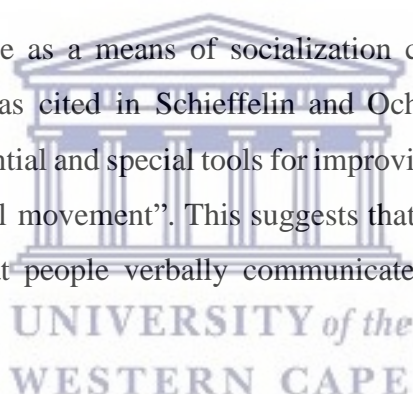 e as a means of socialization
as cited in Schieffelin and Och
ntial and special tools for improvi
l movement”. This suggests that
t people verbally communicate
UNIVERSITY of the
WESTERN CAPE